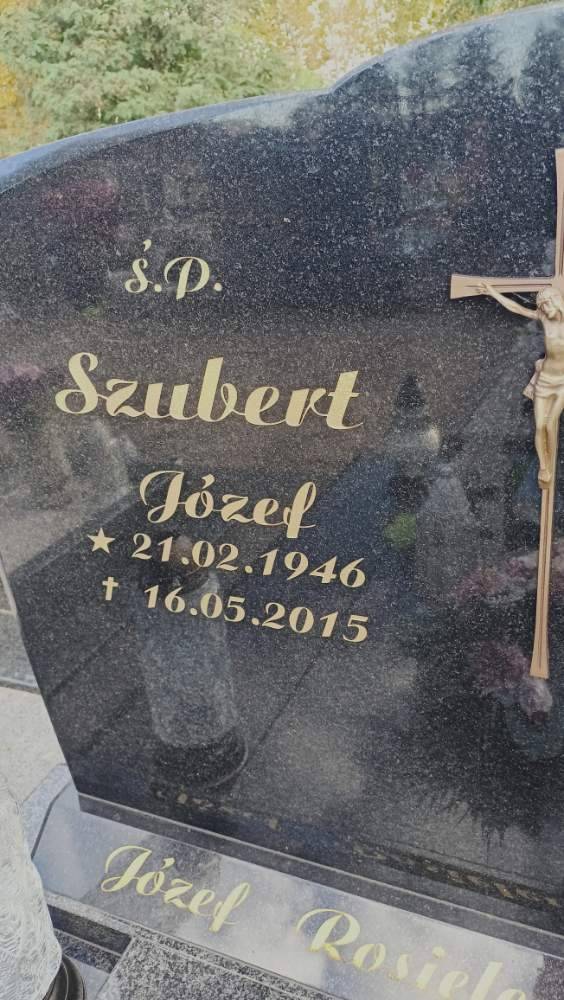 ś.p.
Szubert
Józef
★ 21.02.1946
✝ 16.05.2015
Józef